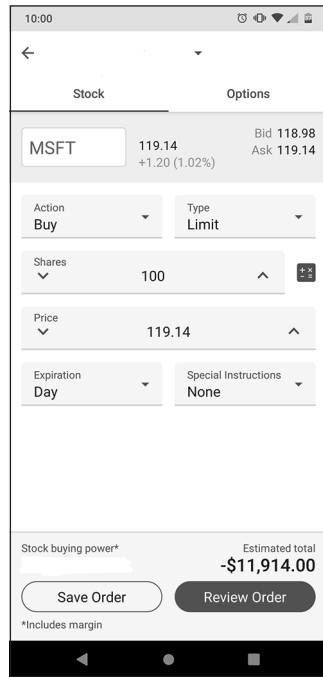 10:00
Stock Options
MSFT
119.14
+1.20 (1.02%)
Bid 118.98
Ask 119.14
Action
Buy
Type
Limit
Shares
100
Price
119.14
Expiration
Day
Special Instructions
None
Stock buying power*
Estimated total
-$11,914.00
Save Order Review Order
*Includes margin